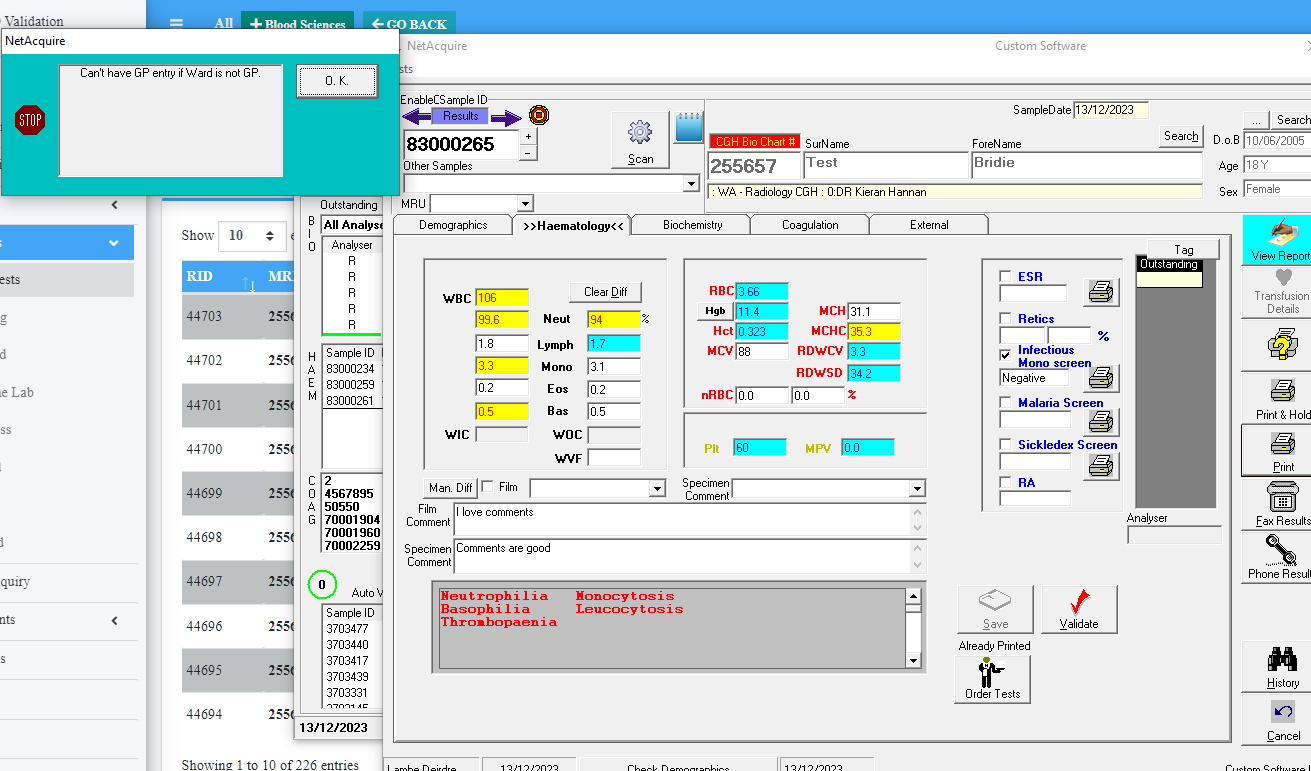 Validation
All
+ Blood Sciences
GO BACK
NetAcquire
Can't have GP entry if Ward is not GP.
O. K.
STOP
NetAcquire
Custom Software
sts
Sample ID
Results
83000265
+
-
Other Samples
MRU
Scan
SampleDate
13/12/2023
...
Search
CGH Bio Chart #
SurName
ForeName
Search
D.o.B
10/06/2005
255657
Test
Bridie
Age
18 Y
: WA - Radiology CGH : 0:DR Kieran Hannan
Sex
Female
Demographics
>>Haematology<<
Biochemistry
Coagulation
External
s
ests
g
d
e Lab
ss
d
quiry
nts
s
Show
10
e
RID
MR
44703
2556
44702
2556
44701
2556
44700
2556
44699
2556
44698
2556
44697
2556
44696
2556
44695
2556
44694
2556
Showing 1 to 10 of 226 entries
Outstanding
B
I
O
All Analyse
Analyser
R
R
R
R
R
H
A
E
M
Sample ID
83000234
83000259
83000261
C
O
A
G
2
4567895
50550
70001904
70001960
70002259
0
Auto V
Sample ID
3703477
3703440
3703417
3703439
3703331
13/12/2023
WBC
106
Clear Diff
99.6
Neut
94
%
1.8
Lymph
1.7
3.3
Mono
3.1
0.2
Eos
0.2
0.5
Bas
0.5
WIC
WOC
WVF
RBC
3.66
Hgb
11.4
MCH
31.1
Hct
0.323
MCHC
35.3
MCV
88
RDWCV
3.3
RDWSD
34.2
nRBC
0.0
0.0
%
Plt
60
MPV
0.0
ESR
Retics
%
Infectious
Mono screen
Negative
Malaria Screen
Sickledex Screen
RA
Tag
Outstanding
Analyser
Man. Diff
Film
Specimen
Comment
Film
Comment
I love comments
Specimen
Comment
Comments are good
Neutrophilia Monocytosis
Basophilia Leucocytosis
Thrombopaenia
Save
Validate
Already Printed
Order Tests
View Report
Transfusion
Details
Print & Hold
Print
Fax Results
Phone Resul
History
Cancel
Lambe Deirdre
13/12/2023
Check Demographics
13/12/2023
Custom Software